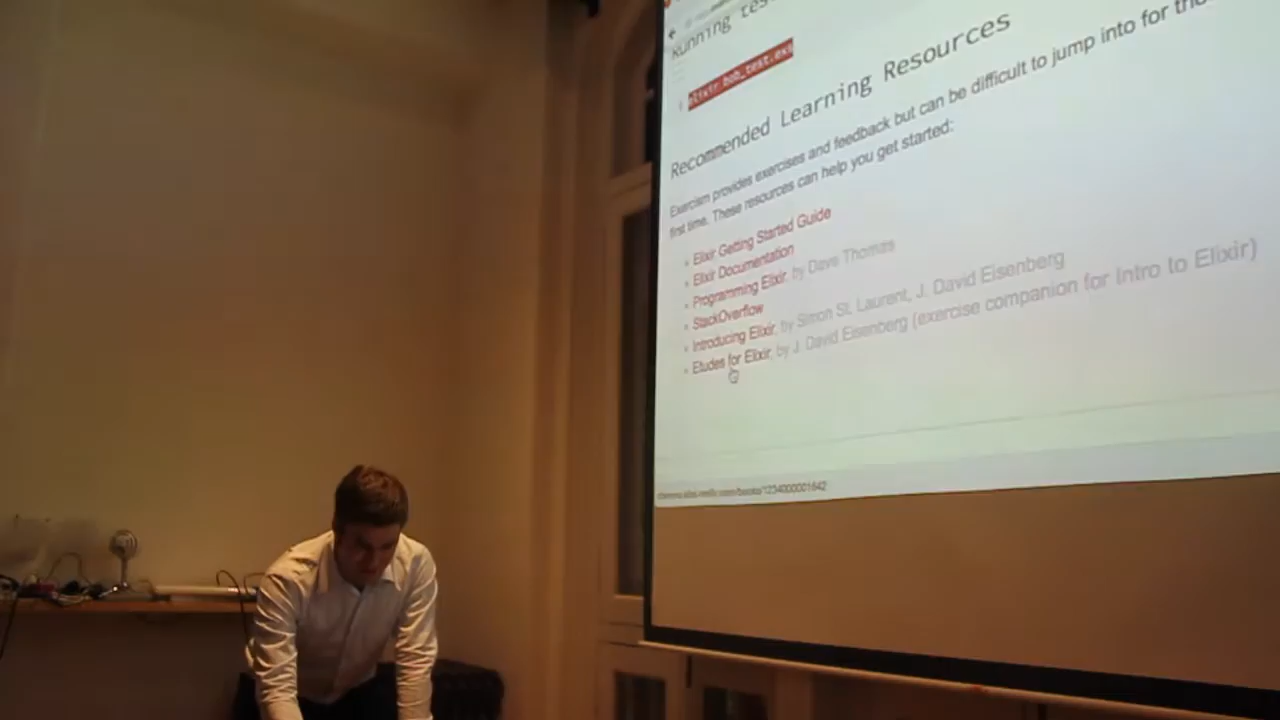 Running tes
elixir bob_test.exs
Recommended Learning Resources
Exercism provides exercises and feedback but can be difficult to jump into for
first time. These resources can help you get started:
Elixir Getting Started Guide
Elixir Documentation
Programming Elixir, by Dave Thomas
StackOverflow
Introducing Elixir, by Simon St. Laurent, J. David Eisenberg
Etudes for Elixir, by J. David Eisenberg (exercise companion for Intro to Elixir)